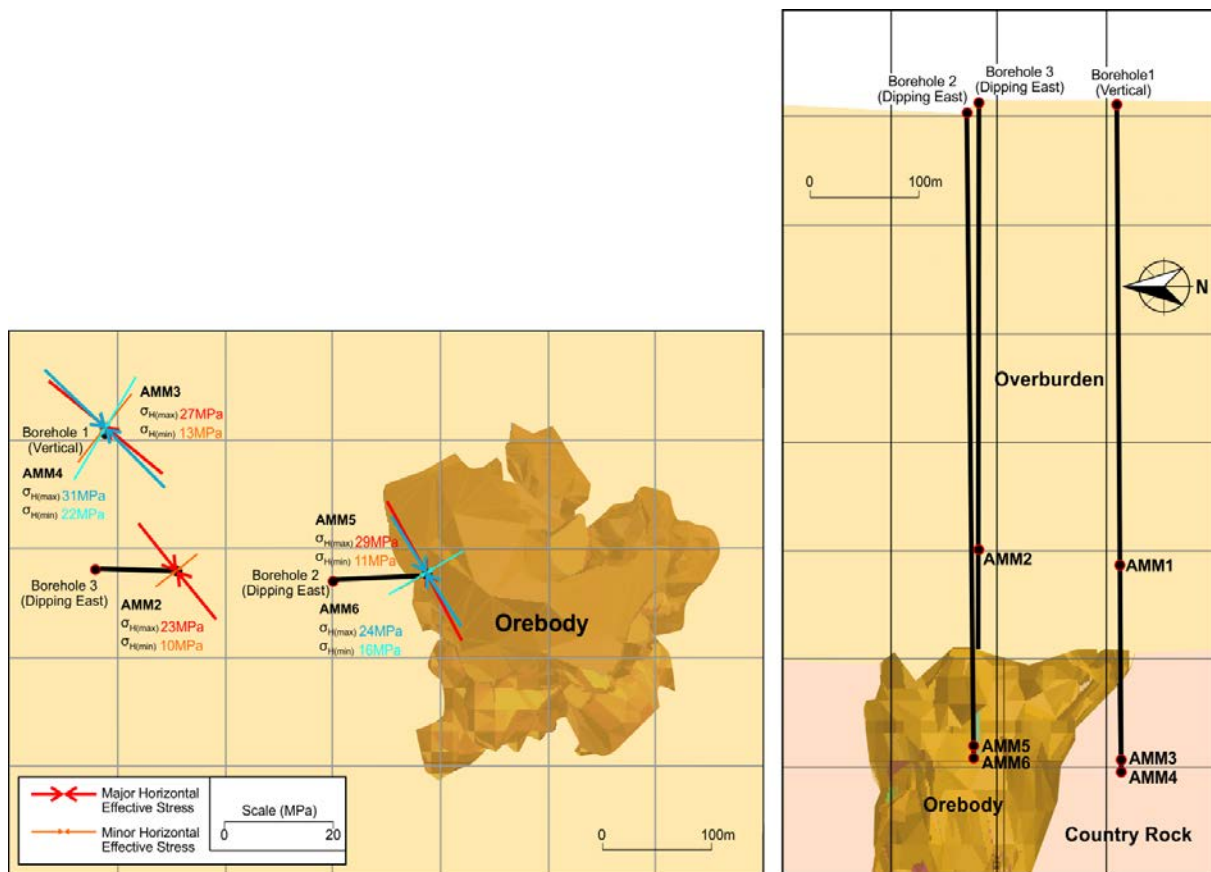 AMM3
σH(max) 27MPa
σH(min) 13MPa
Borehole 1
(Vertical)
AMM4
σH(max) 31MPa
σH(min) 22MPa
Borehole 3
(Dipping East)
AMM2
σH(max) 23MPa
σH(min) 10MPa
AMM5
σH(max) 29MPa
σH(min) 11MPa
Borehole 2
(Dipping East)
AMM6
σH(max) 24MPa
σH(min) 16MPa
Orebody
Major Horizontal
Effective Stress
Minor Horizontal
Effective Stress
Scale (MPa)
0 20
0 100m
Borehole 2
(Dipping East)
Borehole 3
(Dipping East)
Borehole1
(Vertical)
0 100m
N
Overburden
AMM2
AMM1
AMM5
AMM6
AMM3
AMM4
Orebody
Country Rock